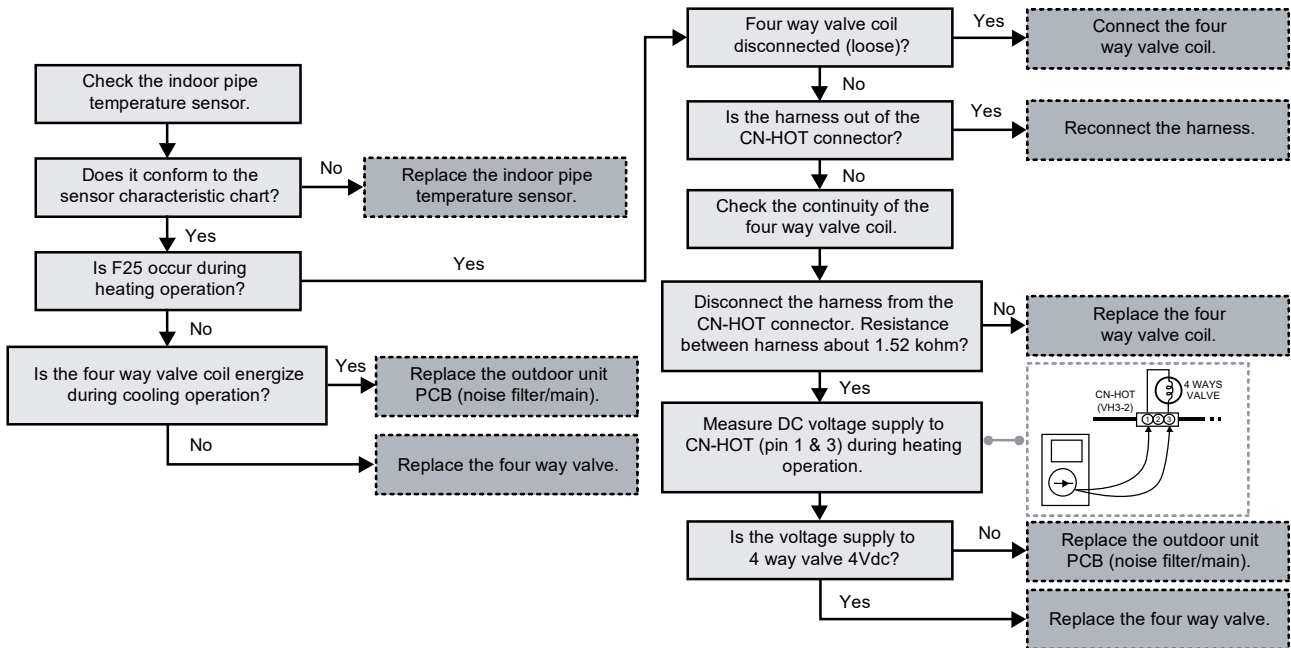 Check the indoor pipe
temperature sensor.
Does it conform to the
sensor characteristic chart?
No
Replace the indoor pipe
temperature sensor.
Yes
Is F25 occur during
heating operation?
Yes
No
Is the four way valve coil energize
during cooling operation?
Yes
Replace the outdoor unit
PCB (noise filter/main).
No
Replace the four way valve.
Four way valve coil
disconnected (loose)?
Yes
Connect the four
way valve coil.
No
Is the harness out of the
CN-HOT connector?
Yes
Reconnect the harness.
No
Check the continuity of the
four way valve coil.
Disconnect the harness from the
CN-HOT connector. Resistance
between harness about 1.52 kohm?
No
Replace the four
way valve coil.
Yes
Measure DC voltage supply to
CN-HOT (pin 1 & 3) during heating
operation.
CN-HOT
(VH3-2)
4 WAYS
VALVE
1 2 3
Is the voltage supply to
4 way valve 4Vdc?
No
Replace the outdoor unit
PCB (noise filter/main).
Yes
Replace the four way valve.